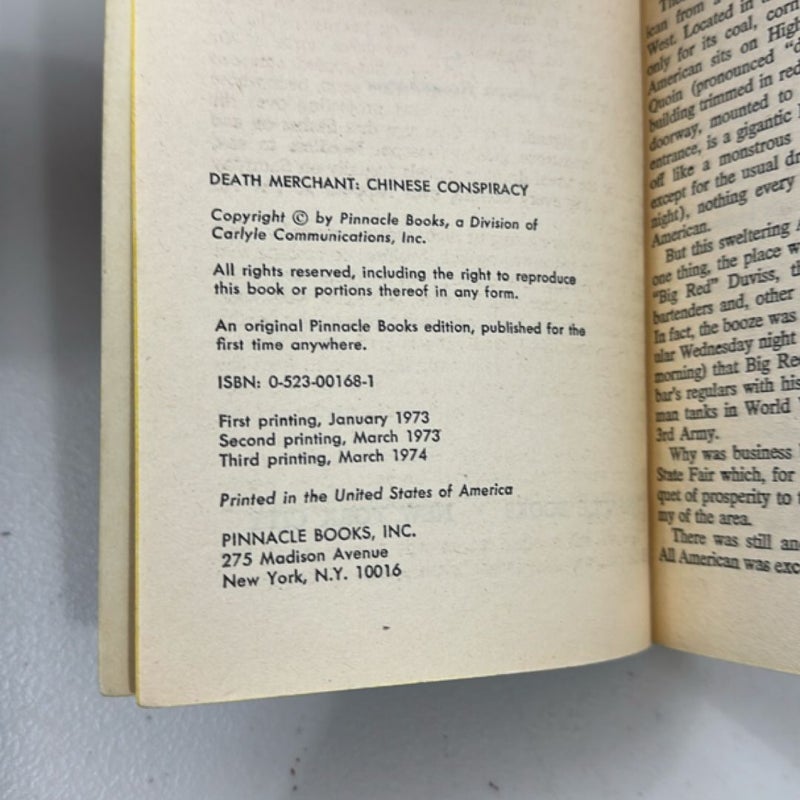 DEATH MERCHANT: CHINESE CONSPIRACY
Copyright © by Pinnacle Books, a Division of
Carlyle Communications, Inc.
All rights reserved, including the right to reproduce
this book or portions thereof in any form.
An original Pinnacle Books edition, published for the
first time anywhere.
ISBN: 0-523-00168-1
First printing, January 1973
Second printing, March 1973
Third printing, March 1974
Printed in the United States of America
PINNACLE BOOKS, INC.
275 Madison Avenue
New York, N.Y. 10016
ican from a
West. Located in
only for its coal, corn
American sits on High
Quoin (pronounced "
building trimmed in red
doorway, mounted to
entrance, is a gigantic
off like a monstrous
except for the usual
night), nothing every
American.
But this sweltering
one thing, the place
"Big Red" Duviss,
bartenders and, other
In fact, the booze was
ular Wednesday night
morning) that Big Red
bar's regulars with his
man tanks in World
3rd Army.
Why was business
State Fair which, for
quet of prosperity to
my of the area.
There was still
All American was